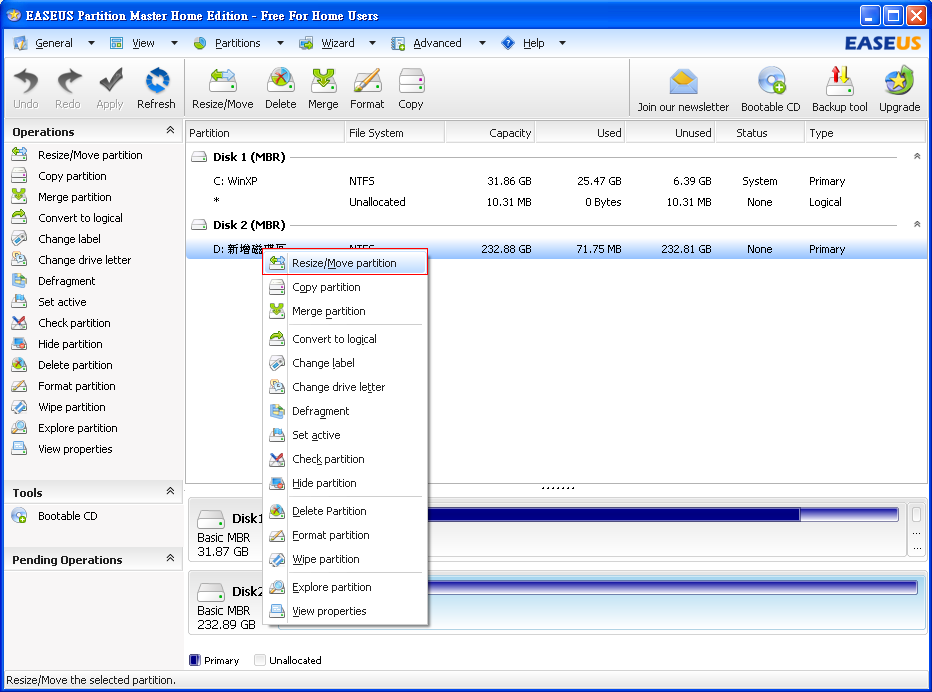 EASEUS Partition Master Home Edition - Free For Home Users
General View Partitions Wizard Advanced Help EASEUS
Undo Redo Apply Refresh Resize/Move Delete Merge Format Copy Join our newsletter Bootable CD Backup tool Upgrade
Operations
Resize/Move partition
Copy partition
Merge partition
Convert to logical
Change label
Change drive letter
Defragment
Set active
Check partition
Hide partition
Delete partition
Format partition
Wipe partition
Explore partition
View properties
Tools
Bootable CD
Pending Operations
Partition File System Capacity Used Unused Status Type
Disk 1 (MBR)
C: WinXP NTFS 31.86 GB 25.47 GB 6.39 GB System Primary
* Unallocated 10.31 MB 0 Bytes 10.31 MB None Logical
Disk 2 (MBR)
D: 新增磁碟區 NTFS 232.88 GB 71.75 MB 232.81 GB None Primary
Resize/Move partition
Copy partition
Merge partition
Convert to logical
Change label
Change drive letter
Defragment
Set active
Check partition
Hide partition
Delete Partition
Format partition
Wipe partition
Explore partition
View properties
Disk1
Basic MBR
31.87 GB
...
...
Disk2
Basic MBR
232.89 GB
Primary Unallocated
Resize/Move the selected partition.